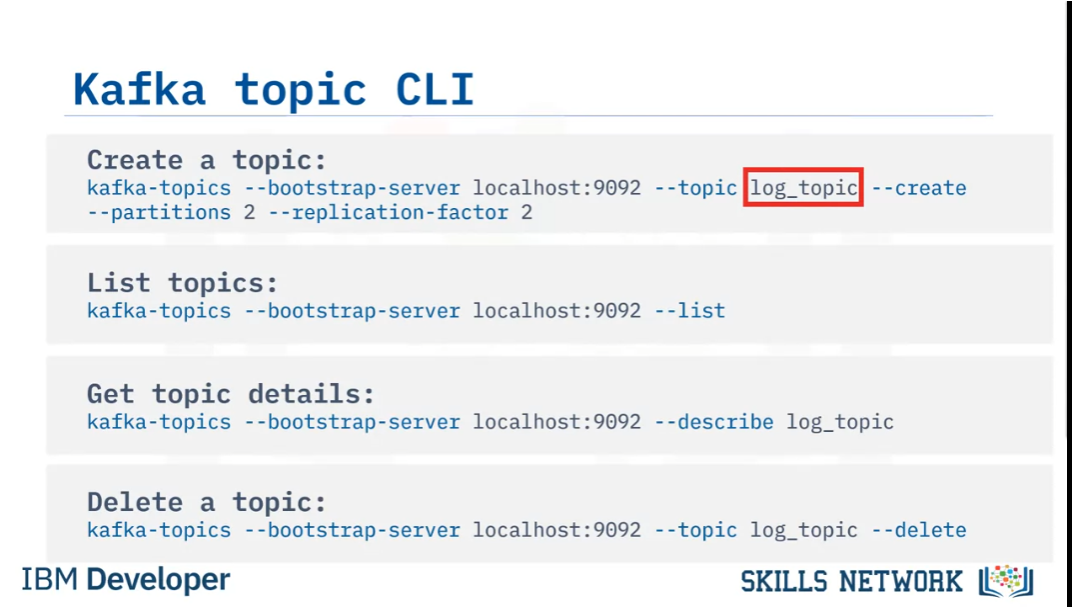 Kafka topic CLI
Create a topic:
kafka-topics --bootstrap-server localhost:9092 --topic log_topic --create
--partitions 2 --replication-factor 2
List topics:
kafka-topics --bootstrap-server localhost:9092 --list
Get topic details:
kafka-topics --bootstrap-server localhost:9092 --describe log_topic
Delete a topic:
kafka-topics --bootstrap-server localhost:9092 --topic log_topic --delete
IBM Developer
SKILLS NETWORK